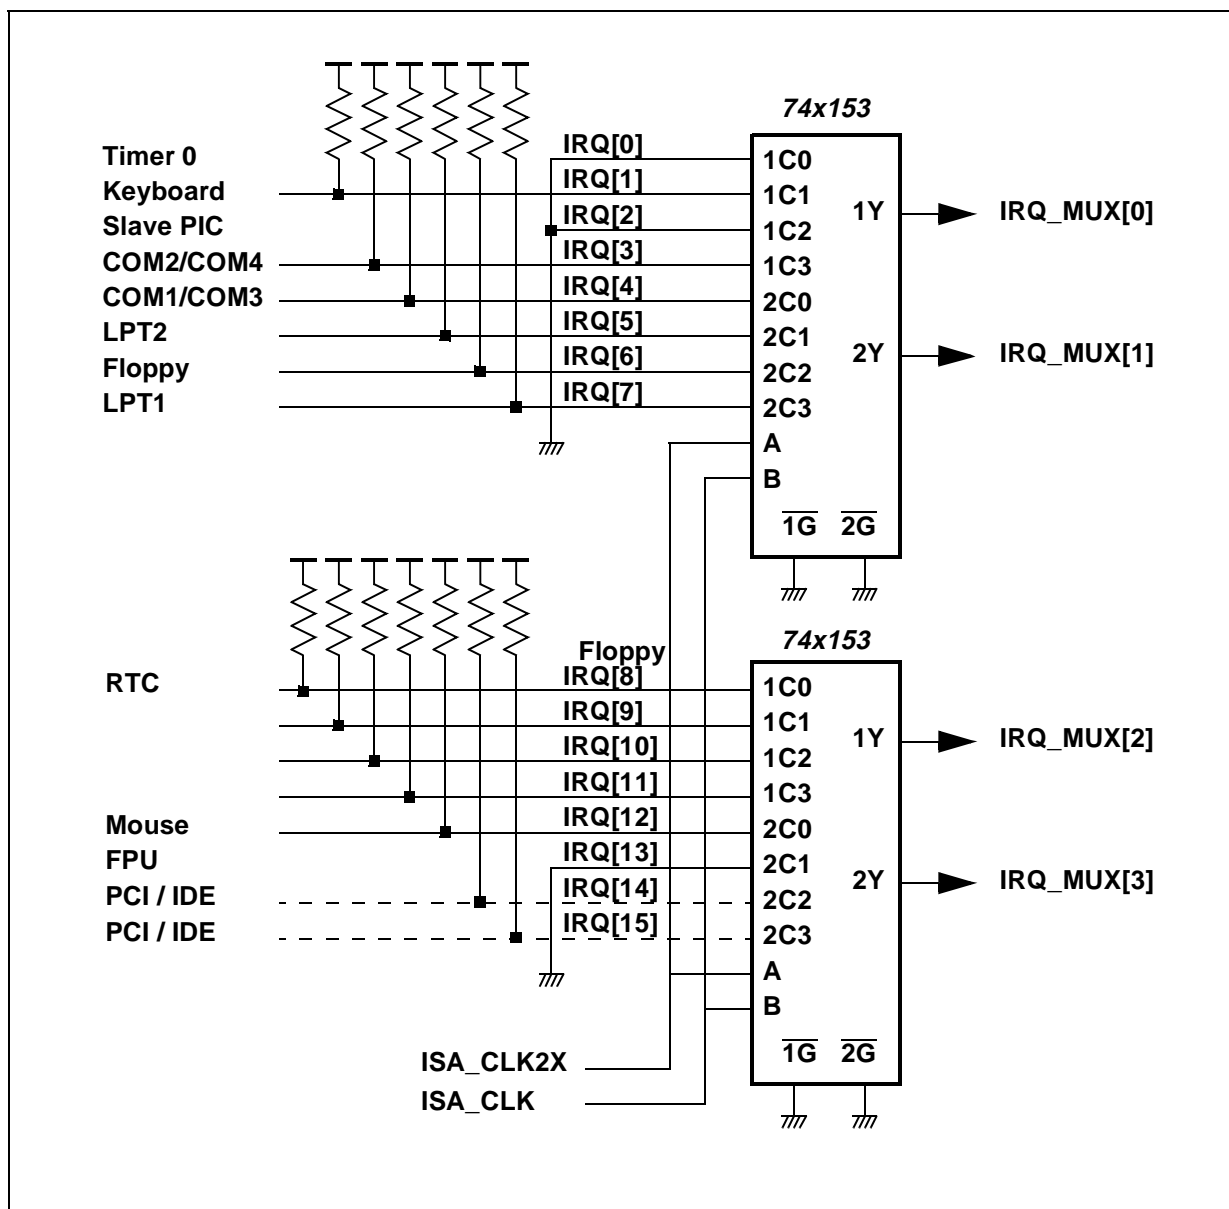 74x153
Timer 0 IRQ[0] 1C0
Keyboard IRQ[1] 1C1
1Y IRQ_MUX[0]
Slave PIC IRQ[2] 1C2
COM2/COM4 IRQ[3] 1C3
COM1/COM3 IRQ[4] 2C0
LPT2 IRQ[5] 2C1
2Y IRQ_MUX[1]
Floppy IRQ[6] 2C2
LPT1 IRQ[7] 2C3
A
B
1G 2G
74x153
Floppy
RTC IRQ[8] 1C0
IRQ[9] 1C1
1Y IRQ_MUX[2]
IRQ[10] 1C2
IRQ[11] 1C3
Mouse IRQ[12] 2C0
FPU IRQ[13] 2C1
2Y IRQ_MUX[3]
PCI / IDE IRQ[14] 2C2
PCI / IDE IRQ[15] 2C3
A
B
1G 2G
ISA_CLK2X
ISA_CLK